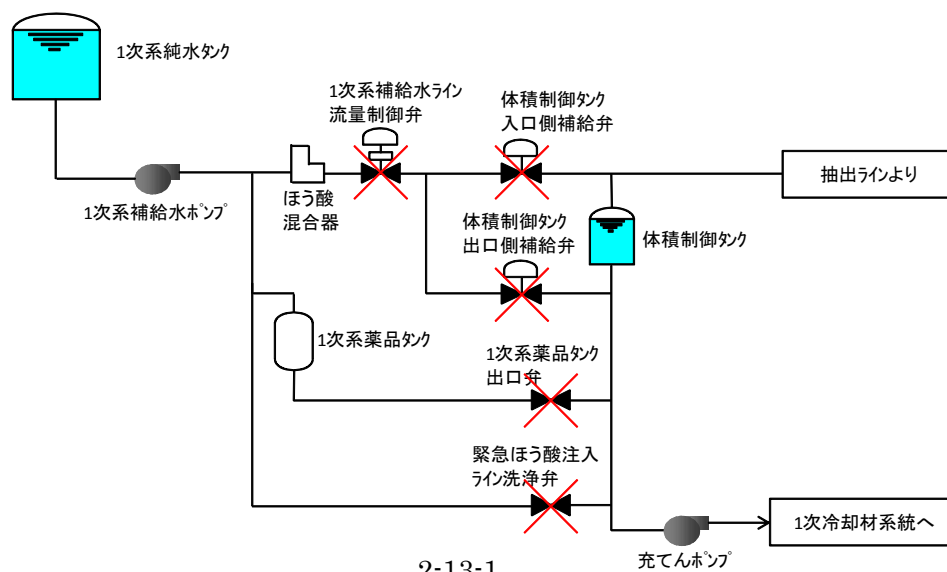 1次系純水ﾀﾝｸ
1次系補給水ﾗｲﾝ
流量制御弁
体積制御ﾀﾝｸ
入口側補給弁
抽出ﾗｲﾝより
1次系補給水ﾎﾟﾝﾌﾟ
ほう酸
混合器
体積制御ﾀﾝｸ
出口側補給弁
体積制御ﾀﾝｸ
1次系薬品ﾀﾝｸ
1次系薬品ﾀﾝｸ
出口弁
緊急ほう酸注入
ﾗｲﾝ洗浄弁
1次冷却材系統へ
充てんﾎﾟﾝﾌﾟ
2-13-1